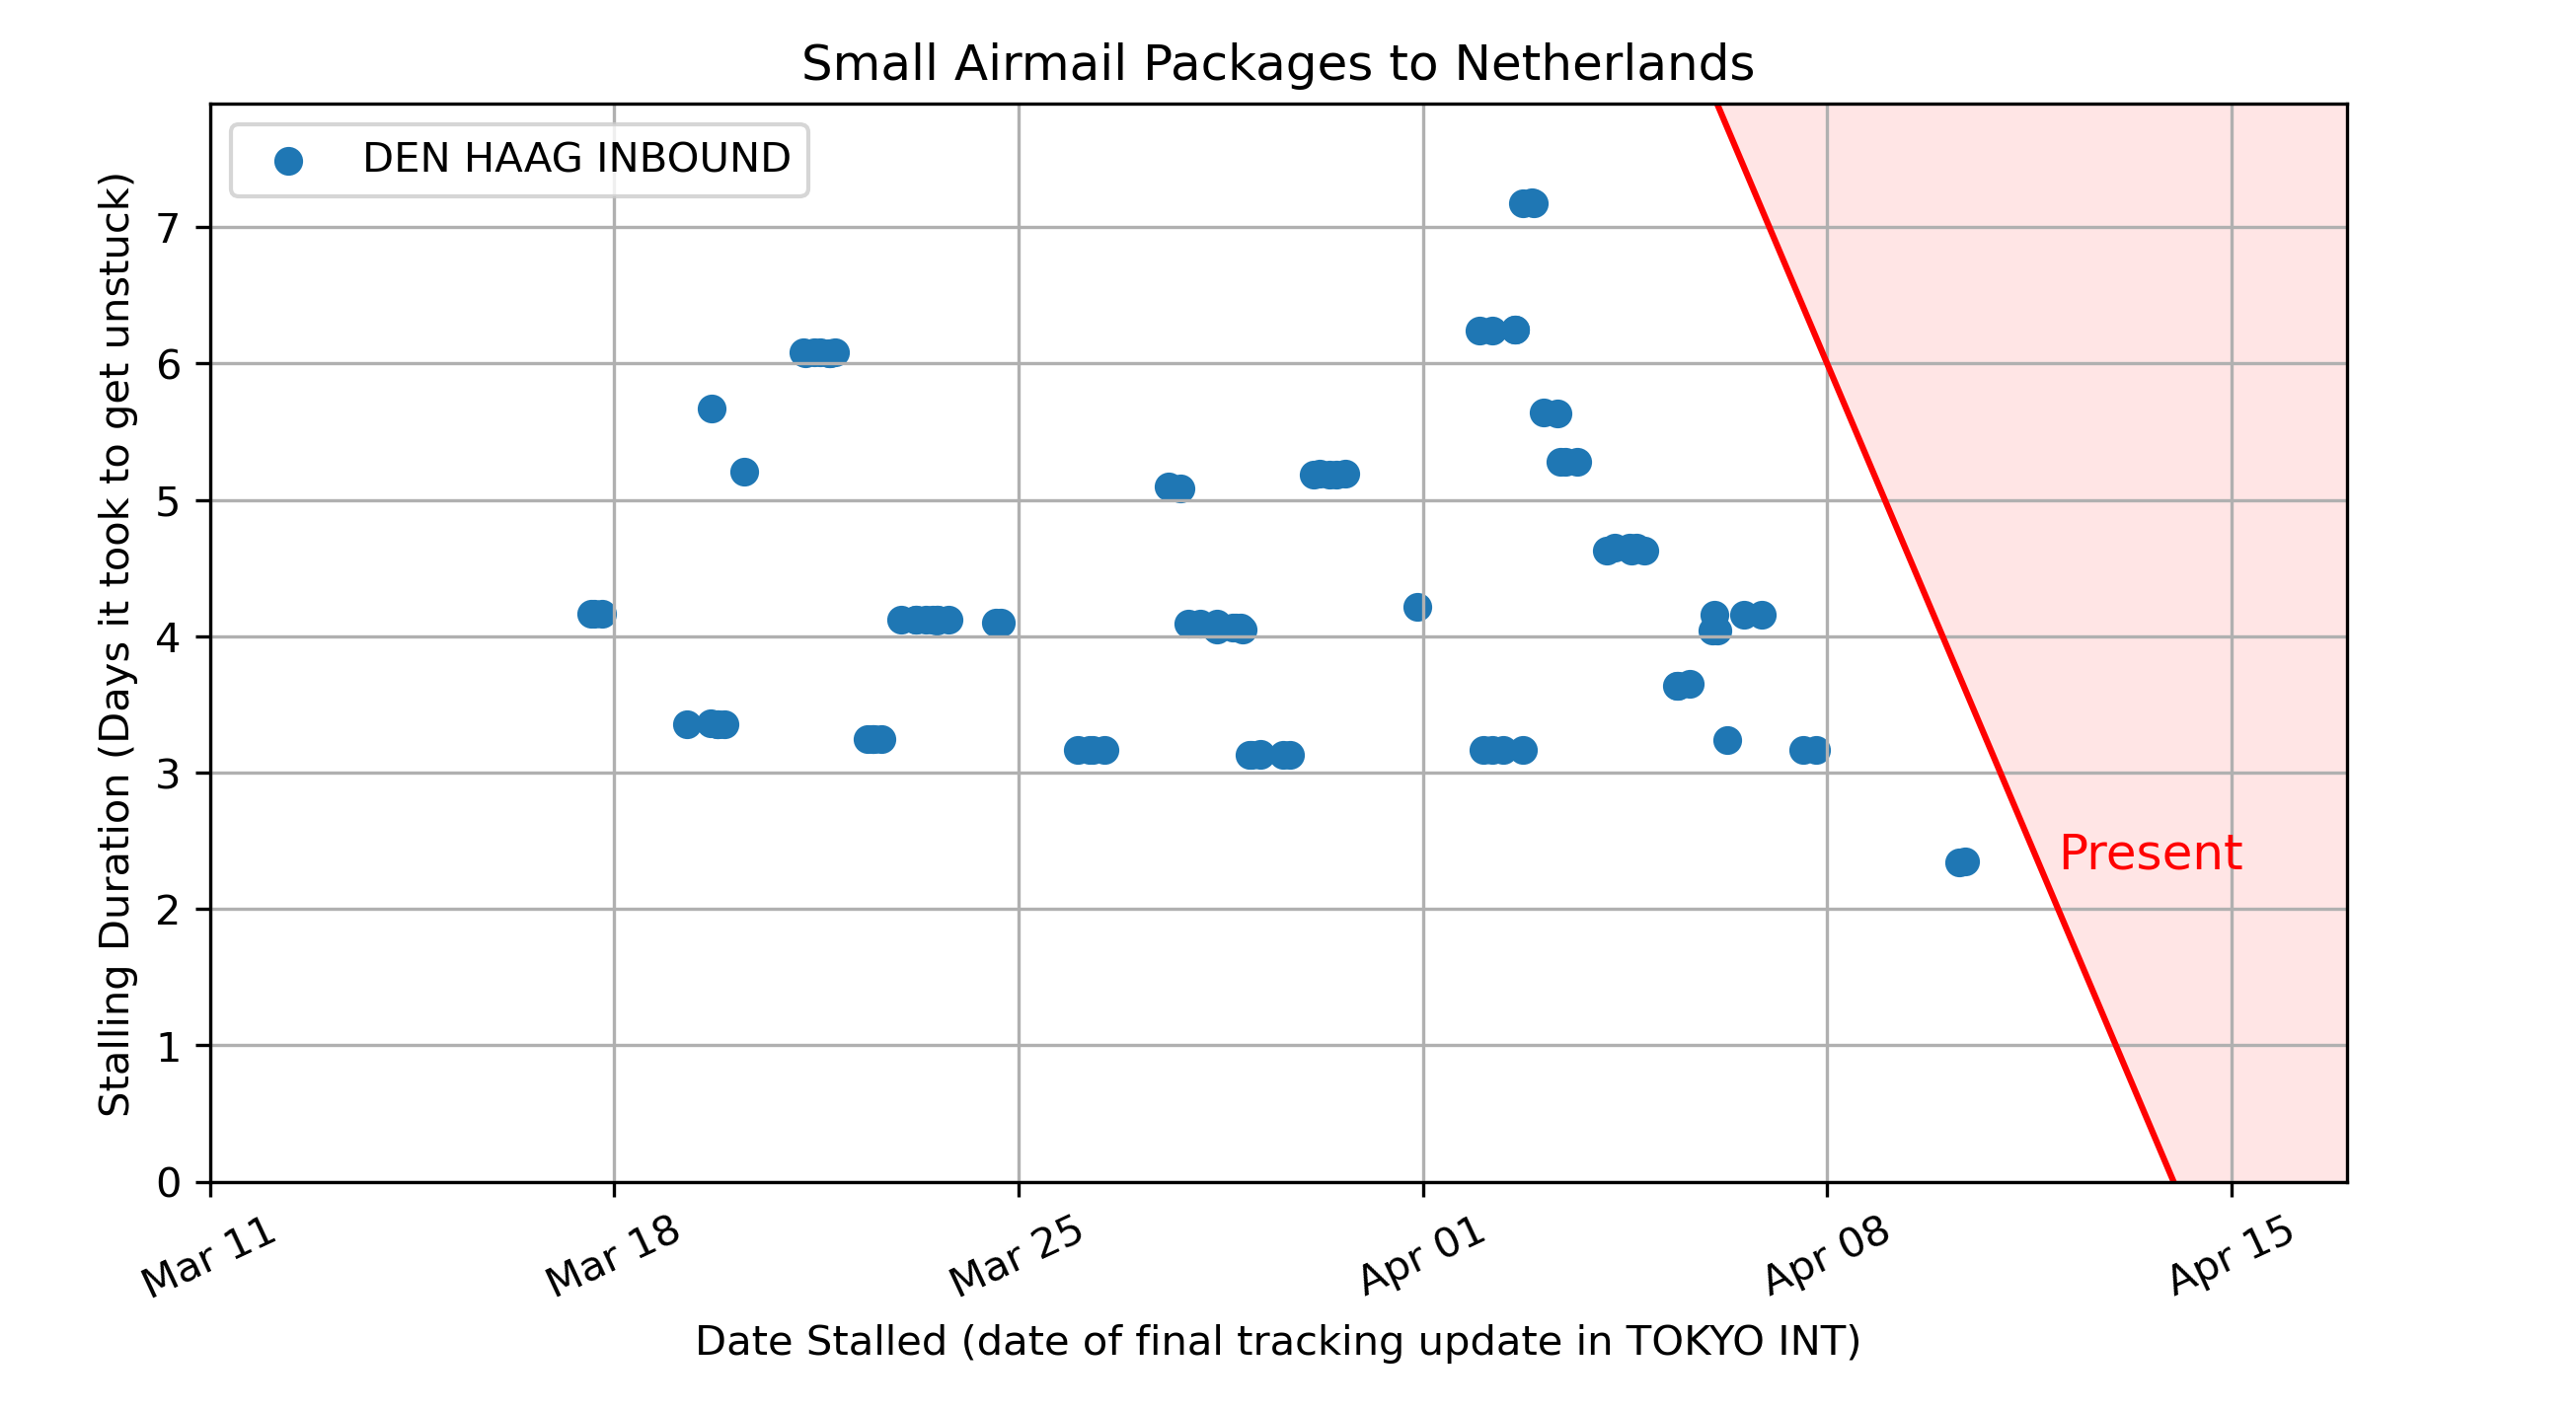 Small Airmail Packages to Netherlands
DEN HAAG INBOUND
Stalling Duration (Days it took to get unstuck)
7
6
5
4
3
2
1
0
Present
Mar 11
Mar 18
Mar 25
Apr 01
Apr 08
Apr 15
Date Stalled (date of final tracking update in TOKYO INT)